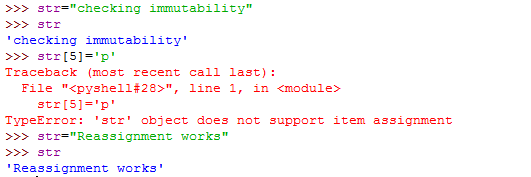 >>> str="checking immutability"
>>> str
'checking immutability'
>>> str[5]='p'
Traceback (most recent call last):
  File "<pyshell#28>", line 1, in <module>
    str[5]='p'
TypeError: 'str' object does not support item assignment
>>> str="Reassignment works"
>>> str
'Reassignment works'